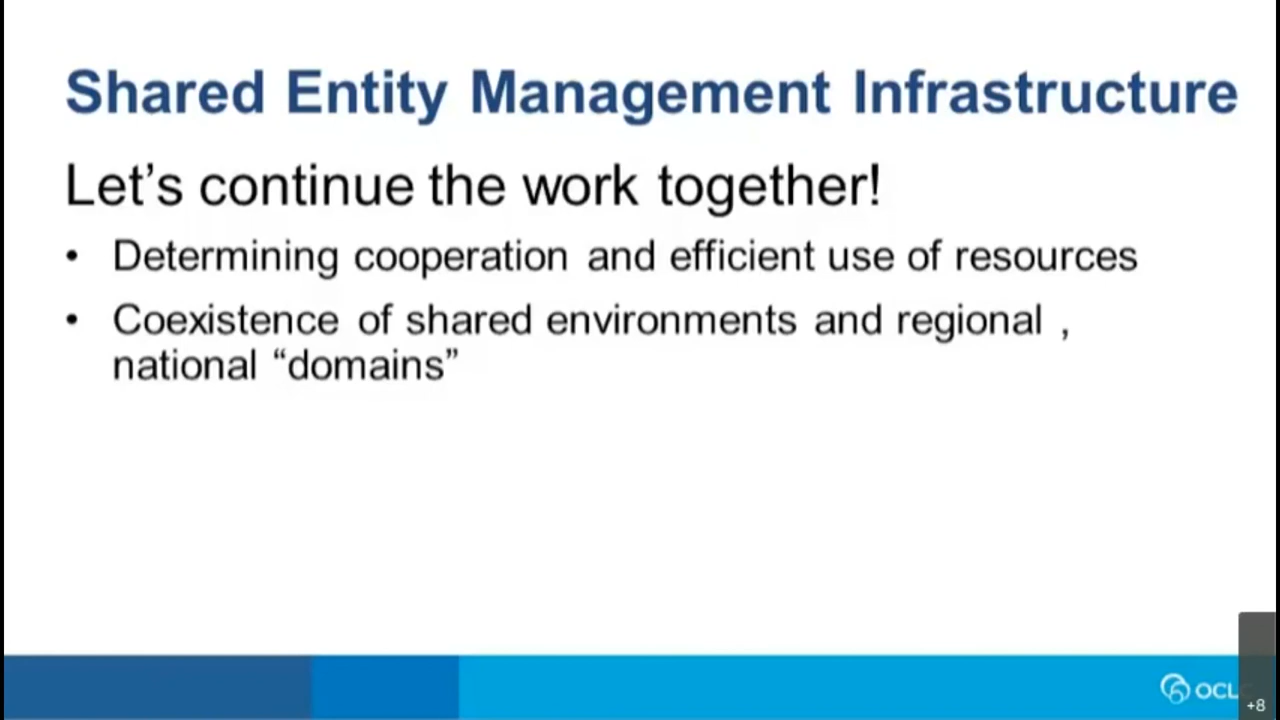 Shared Entity Management Infrastructure
Let’s continue the work together!
• Determining cooperation and efficient use of resources
• Coexistence of shared environments and regional ,
national “domains”
+8